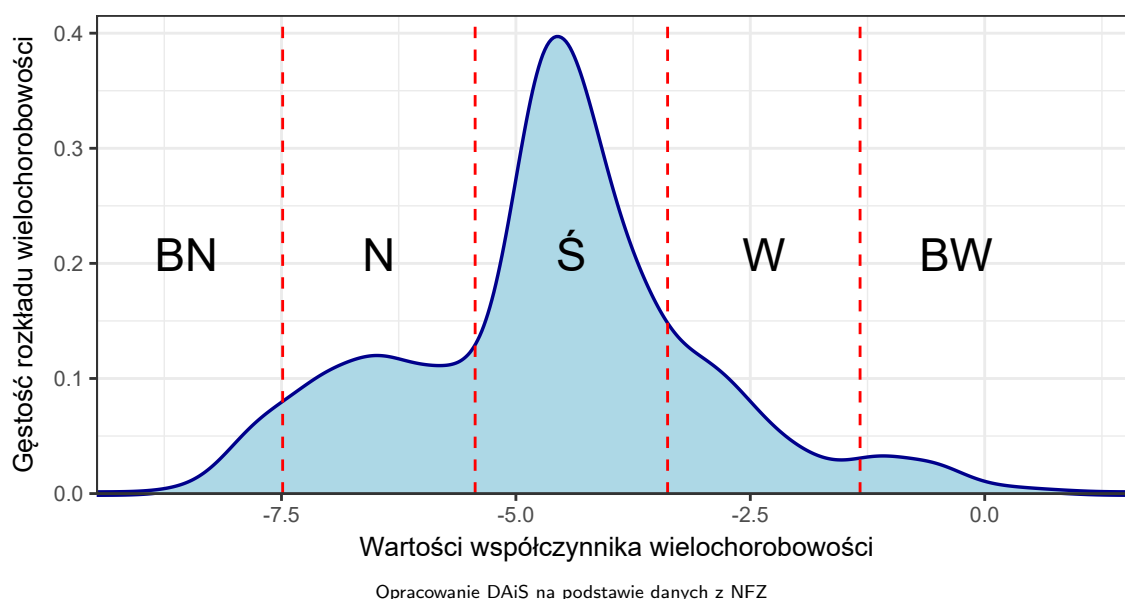 Gęstość rozkładu wielochorobowości
0.4
0.3
0.2
0.1
0.0
BN N Ś W BW
-7.5 -5.0 -2.5 0.0
Wartości współczynnika wielochorobowości
Opracowanie DAiS na podstawie danych z NFZ